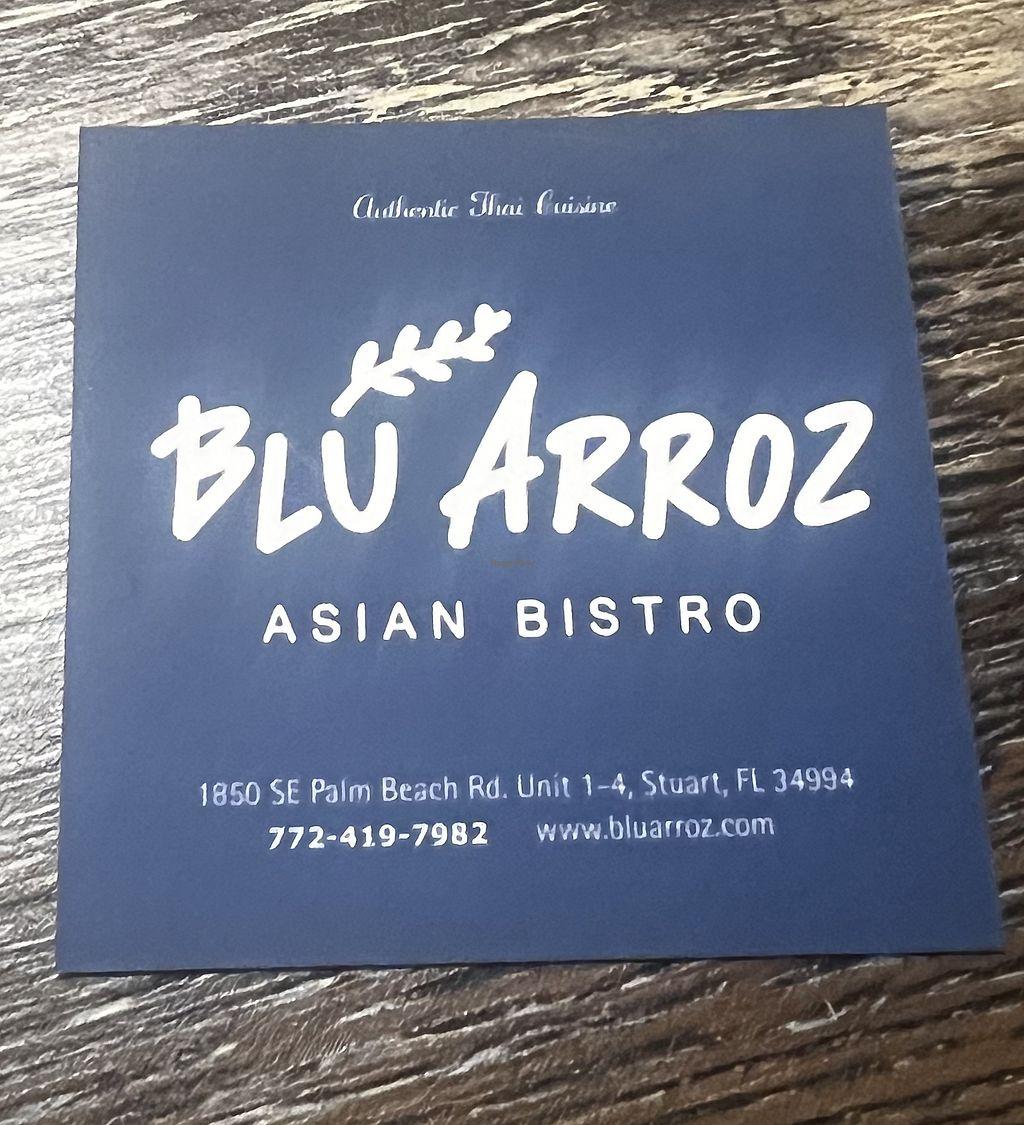 Authentic Thai Cuisine
BLU ARROZ
ASIAN BISTRO
1850 SE Palm Beach Rd. Unit 1-4, Stuart, FL 34994
772-419-7982 www.bluarroz.com